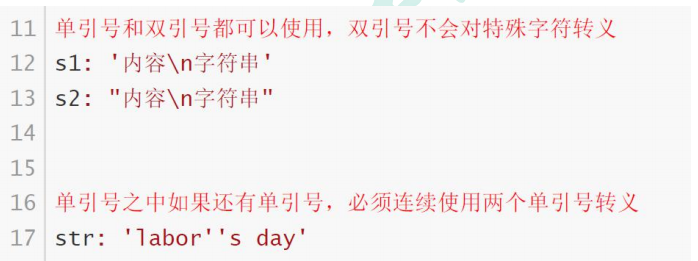 11 单引号和双引号都可以使用，双引号不会对特殊字符转义
12 s1: '内容\n字符串'
13 s2: "内容\n字符串"
14
15
16 单引号之中如果还有单引号，必须连续使用两个单引号转义
17 str: 'labor''s day'